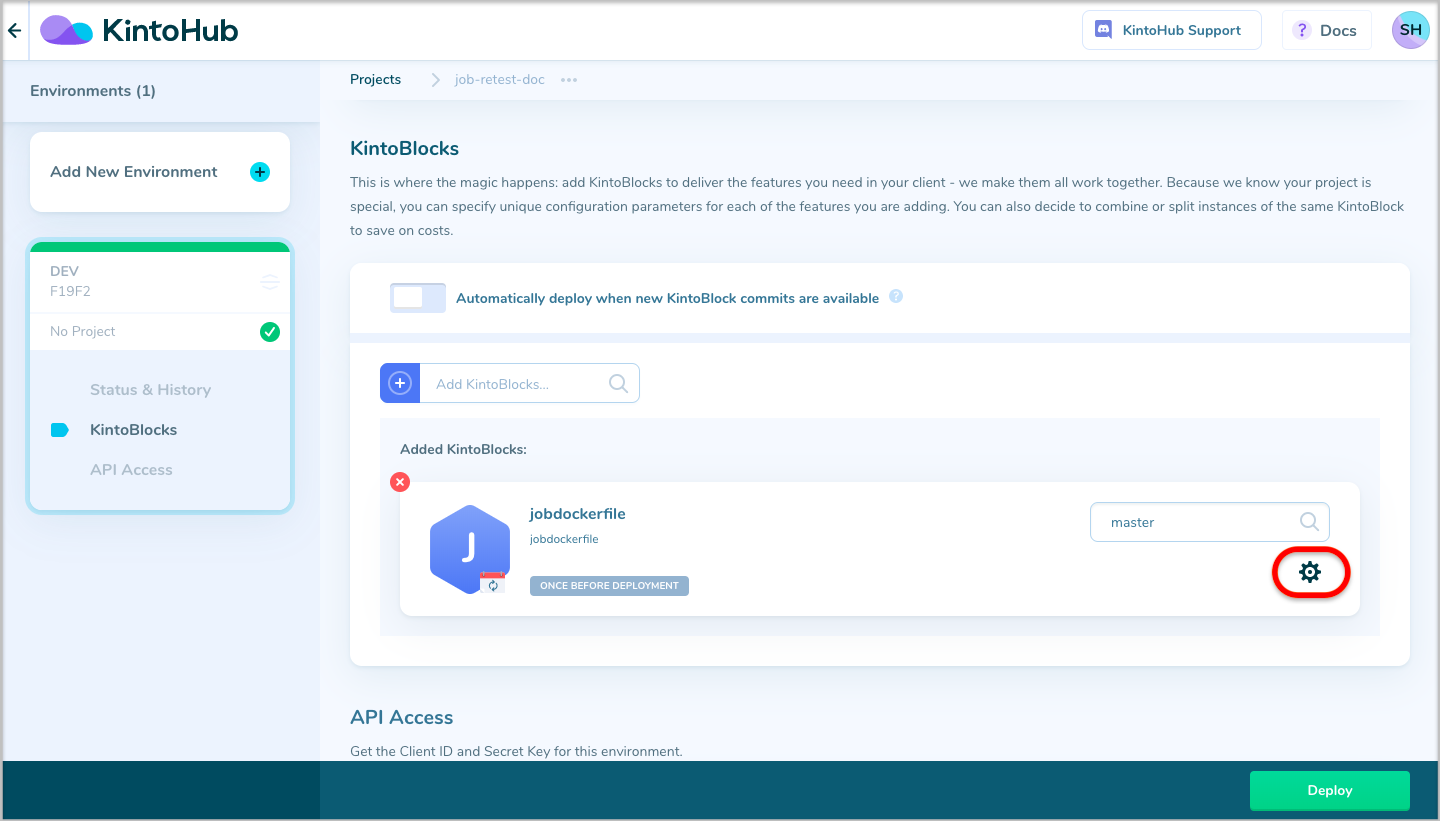 KintoHub
KintoHub Support
? Docs
SH
Environments (1)
Projects
job-retest-doc
Add New Environment
DEV
F19F2
No Project
Status & History
KintoBlocks
API Access
KintoBlocks
This is where the magic happens: add KintoBlocks to deliver the features you need in your client - we make them all work together. Because we know your project is
special, you can specify unique configuration parameters for each of the features you are adding. You can also decide to combine or split instances of the same KintoBlock
to save on costs.
Automatically deploy when new KintoBlock commits are available ?
Add KintoBlocks...
Added KintoBlocks:
J
jobdockerfile
jobdockerfile
ONCE BEFORE DEPLOYMENT
master
API Access
Get the Client ID and Secret Key for this environment.
Deploy